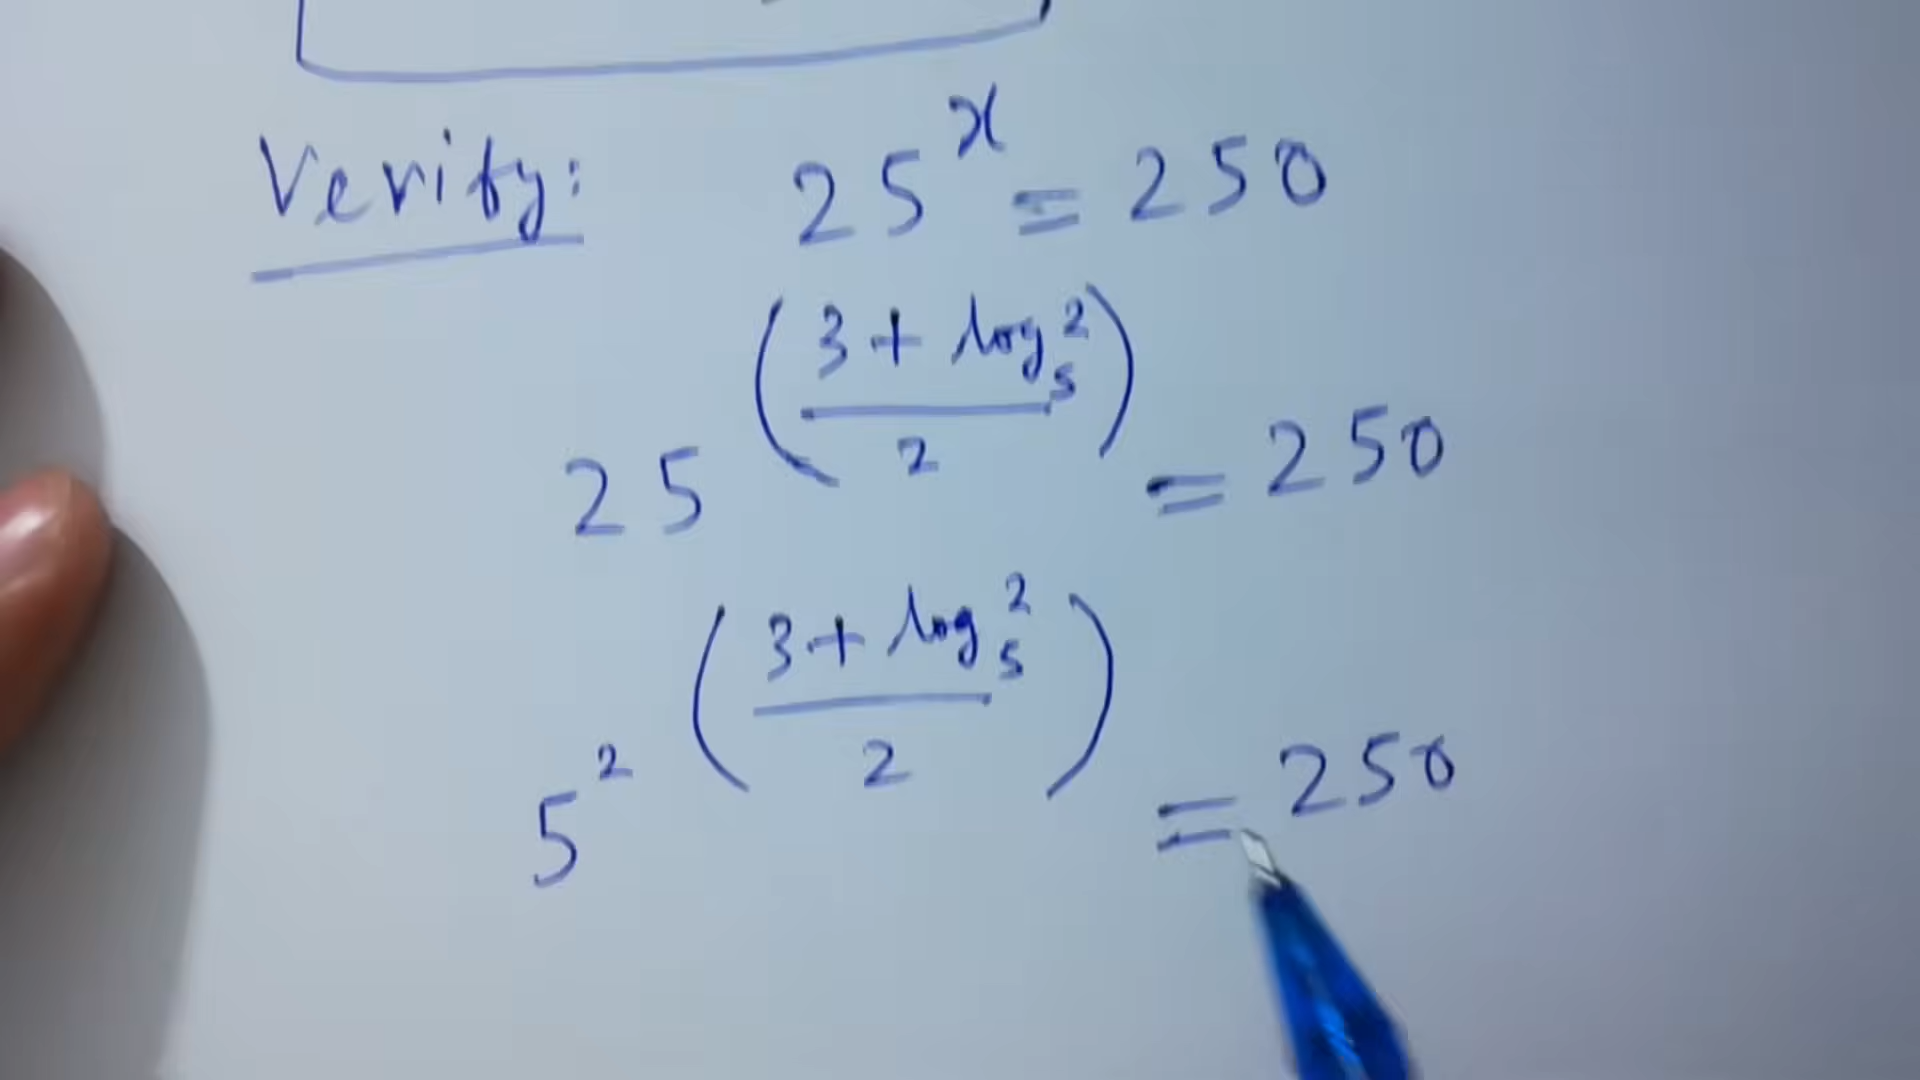 Verify: 25^x = 250
25^((3 + log_5 2)/2) = 250
5^2((3 + log_5 2)/2) = 250